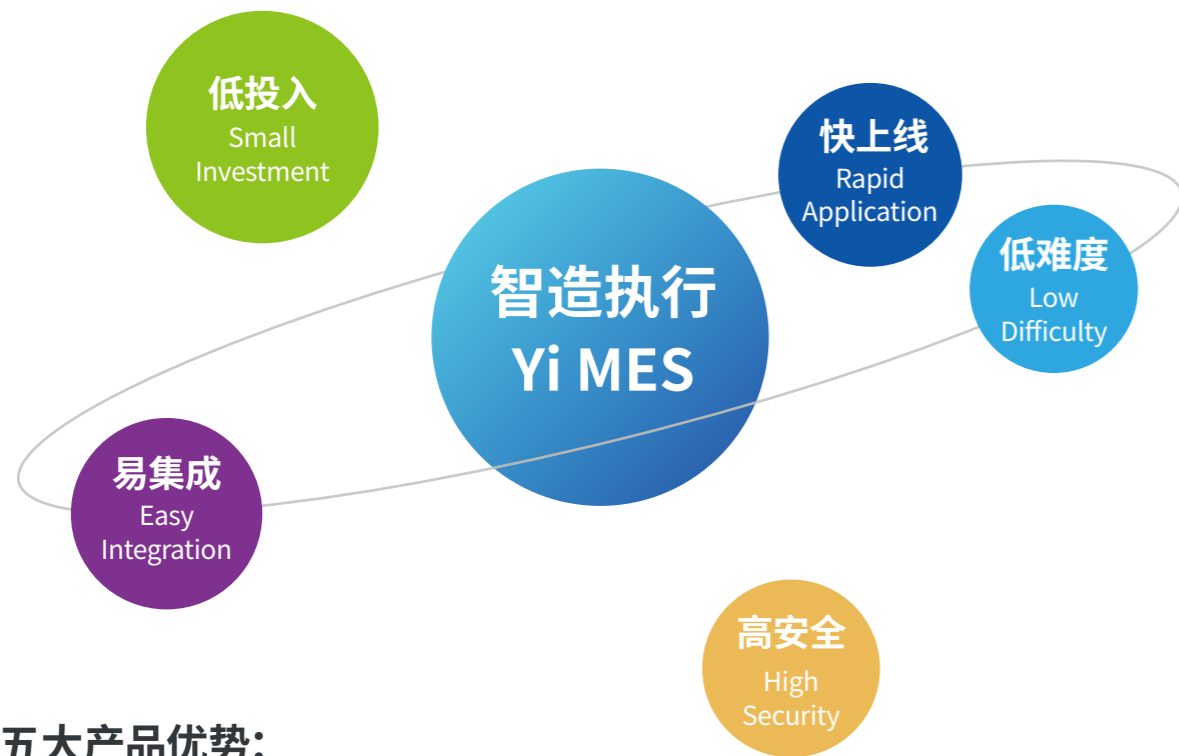 低投入
Small
Investment
快上线
Rapid
Application
低难度
Low
Difficulty
智造执行
Yi MES
易集成
Easy
Integration
高安全
High
Security
五大产品优势：